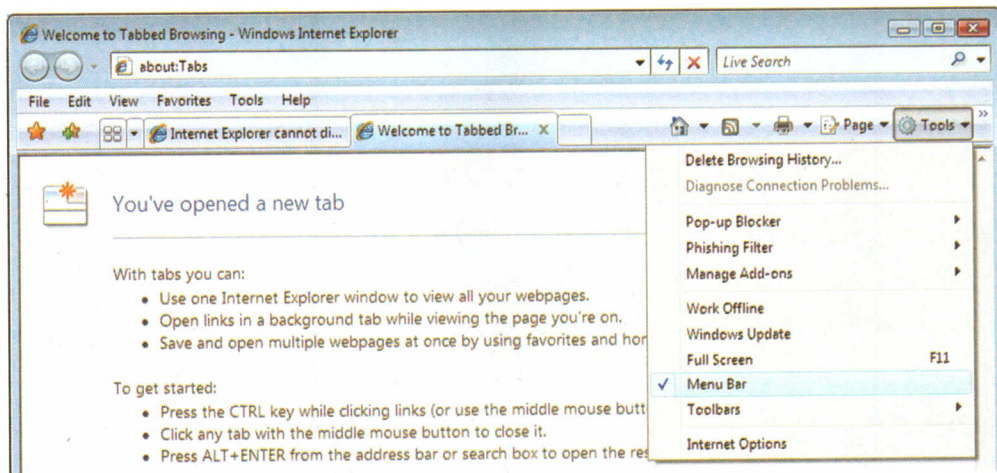 Welcome to Tabbed Browsing - Windows Internet Explorer
about:Tabs
Live Search
File Edit View Favorites Tools Help
Internet Explorer cannot di... Welcome to Tabbed Br... X Page Tools
Delete Browsing History...
Diagnose Connection Problems...
You've opened a new tab
Pop-up Blocker
Phishing Filter
Manage Add-ons
With tabs you can:
• Use one Internet Explorer window to view all your webpages.
• Open links in a background tab while viewing the page you're on.
• Save and open multiple webpages at once by using favorites and hor
Work Offline
Windows Update
Full Screen F11
Menu Bar
Toolbars
Internet Options
To get started:
• Press the CTRL key while clicking links (or use the middle mouse butt
• Click any tab with the middle mouse button to close it.
• Press ALT+ENTER from the address bar or search box to open the res